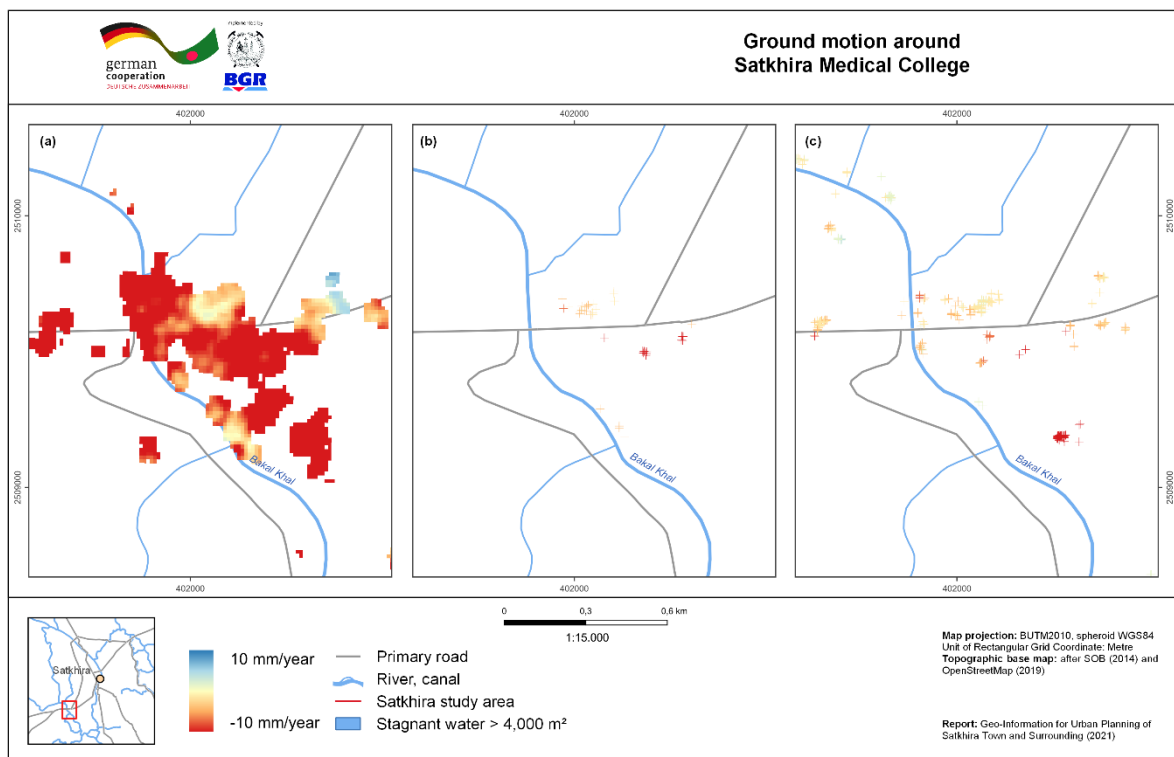 german
cooperation
DEUTSCHE ZUSAMMENARBEIT
Implemented by
BGR
Ground motion around
Satkhira Medical College
402000
402000
402000
(a)
(b)
(c)
2510000
2510000
2509000
2509000
Bakal Khal
Bakal Khal
Bakal Khal
402000
402000
402000
Satkhira
10 mm/year
-10 mm/year
0 0,3 0,6 km
1:15.000
Primary road
River, canal
Satkhira study area
Stagnant water > 4,000 m²
Map projection: BUTM2010, spheroid WGS84
Unit of Rectangular Grid Coordinate: Metre
Topographic base map: after SOB (2014) and
OpenStreetMap (2019)
Report: Geo-Information for Urban Planning of
Satkhira Town and Surrounding (2021)